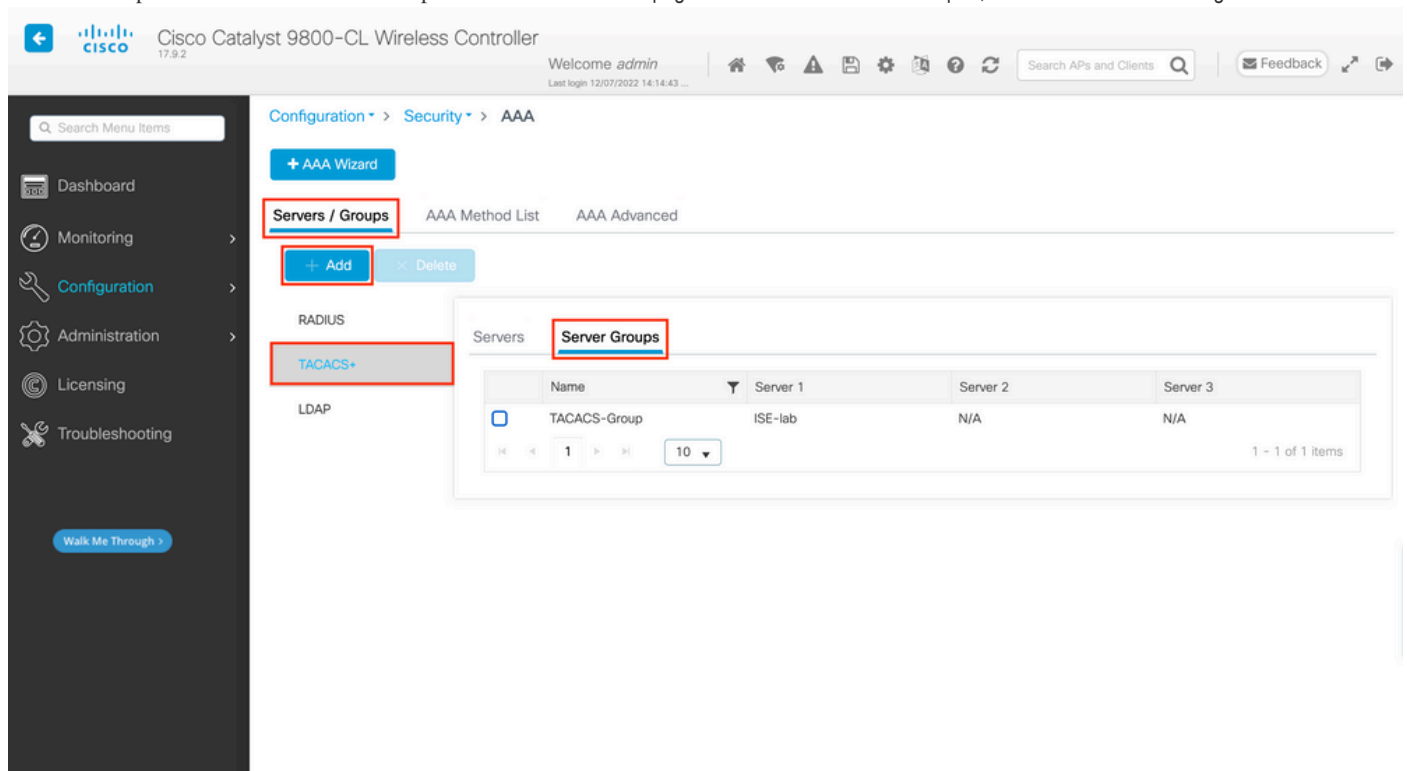 cisco
Cisco Catalyst 9800-CL Wireless Controller
17.9.2
Welcome admin
Last login 12/07/2022 14:14:43 ...
Search APs and Clients
Feedback
Search Menu Items
Dashboard
Monitoring
Configuration
Administration
Licensing
Troubleshooting
Walk Me Through >
Configuration > Security > AAA
+ AAA Wizard
Servers / Groups AAA Method List AAA Advanced
+ Add × Delete
RADIUS
TACACS+
LDAP
Servers Server Groups
Name Server 1 Server 2 Server 3
TACACS-Group ISE-lab N/A N/A
1 10 1 - 1 of 1 items